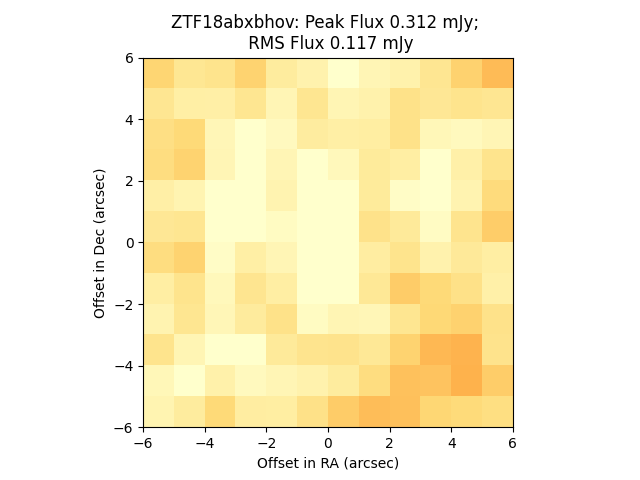 ZTF18abxbhov: Peak Flux 0.312 mJy;
RMS Flux 0.117 mJy
6
4
2
0
−2
−4
−6
Offset in Dec (arcsec)
−6 −4 −2 0 2 4 6
Offset in RA (arcsec)